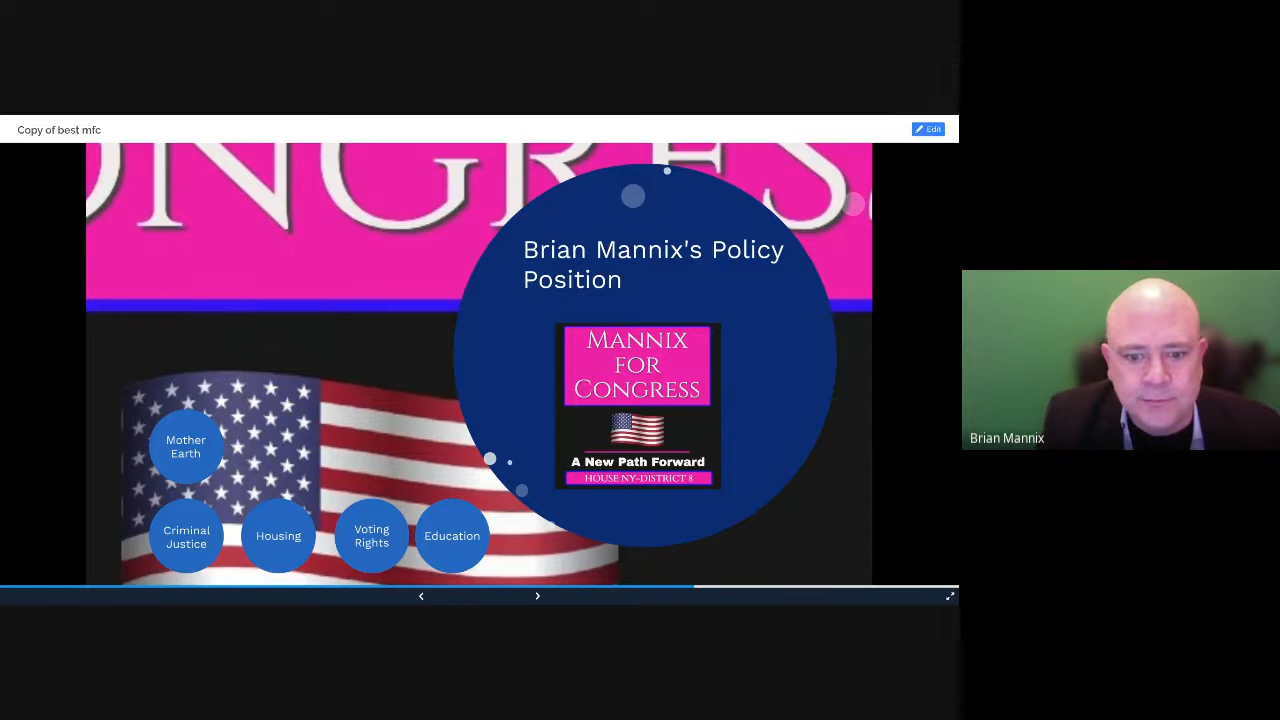 Copy of best mfc
Edit
ONGRES
Brian Mannix's Policy
Position
MANNIX
FOR
CONGRESS
A New Path Forward
HOUSE NY-DISTRICT 8
Mother
Earth
Criminal
Justice
Housing
Voting
Rights
Education
Brian Mannix